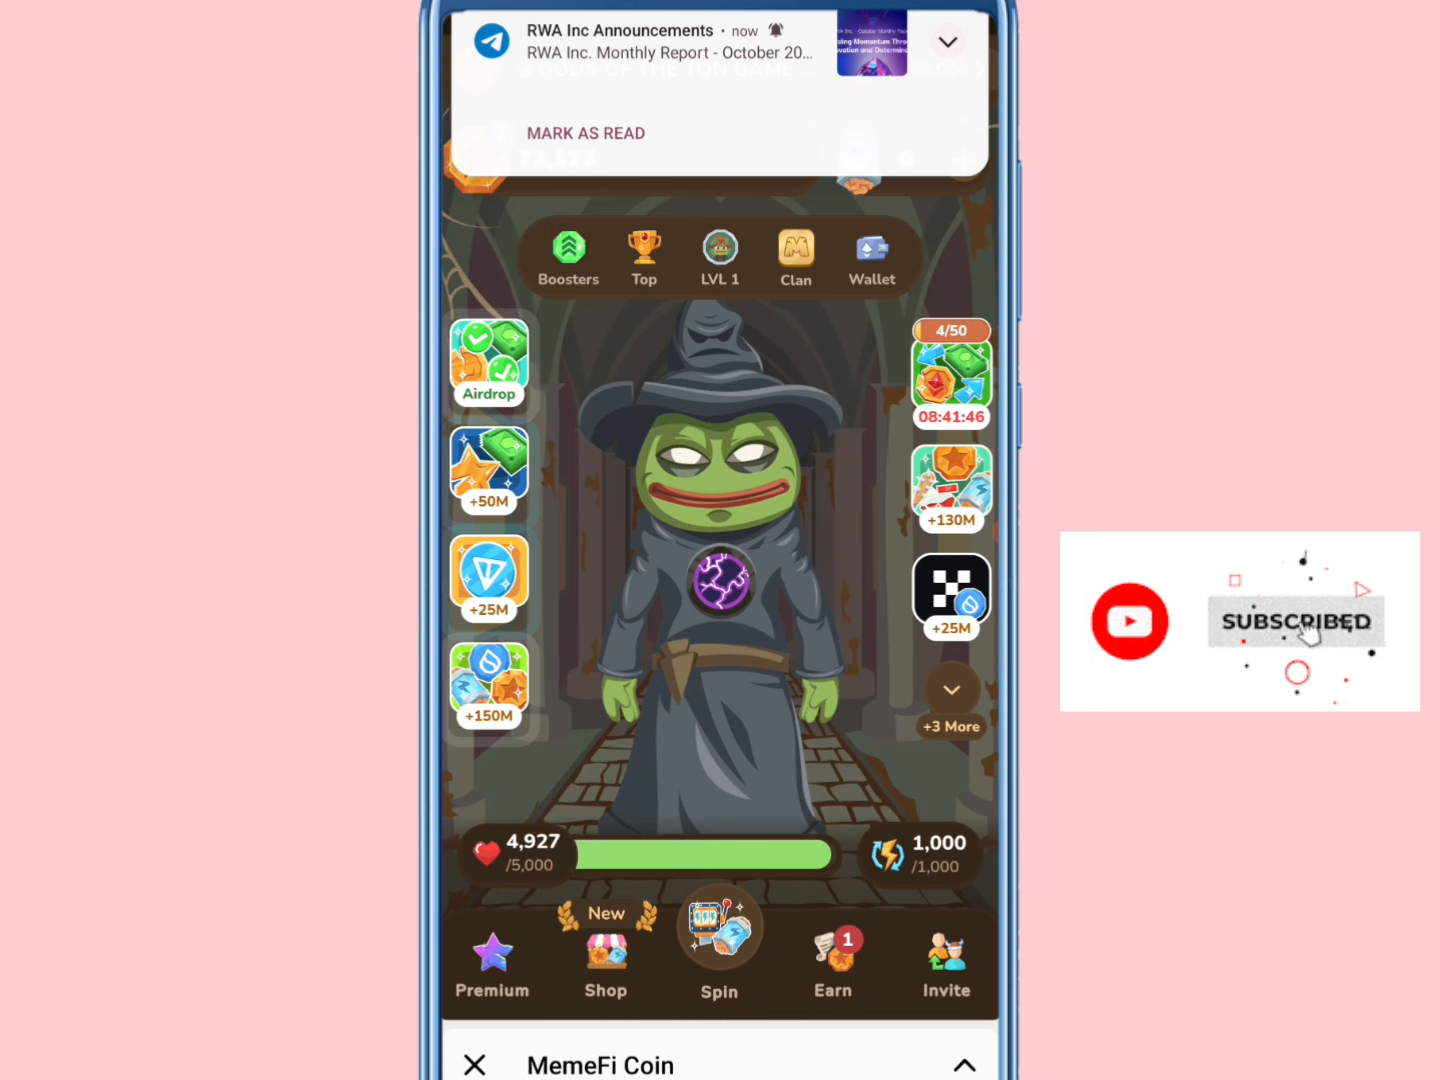 RWA Inc Announcements · now
RWA Inc. Monthly Report - October 20...
MARK AS READ
Boosters
Top
LVL 1
Clan
Wallet
Airdrop
+50M
+25M
+150M
4/50
08:41:46
+130M
+25M
+3 More
4,927
/5,000
1,000
/1,000
New
Premium
Shop
Spin
1
Earn
Invite
MemeFi Coin
SUBSCRIBED